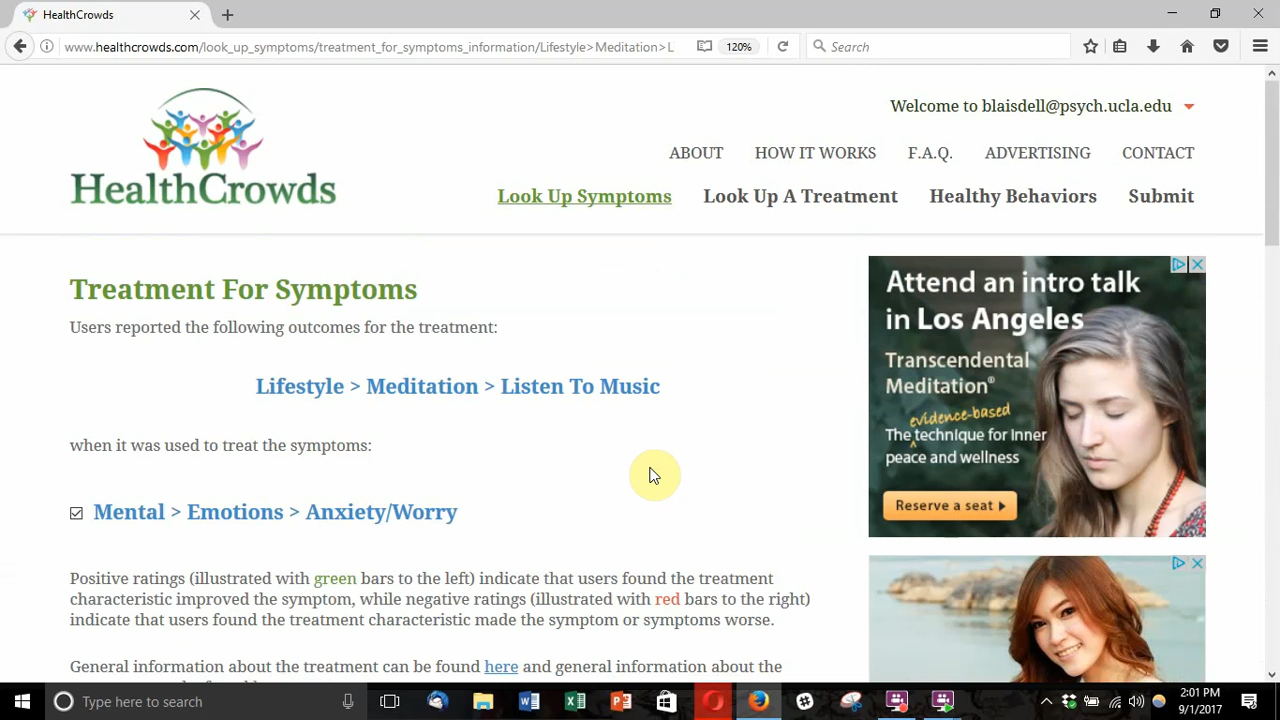 HealthCrowds
www.healthcrowds.com/look_up_symptoms/treatment_for_symptoms_information/Lifestyle>Meditation>L
120%
Search
Welcome to blaisdell@psych.ucla.edu
ABOUT HOW IT WORKS F.A.Q. ADVERTISING CONTACT
HealthCrowds
Look Up Symptoms Look Up A Treatment Healthy Behaviors Submit
Treatment For Symptoms
Users reported the following outcomes for the treatment:
Lifestyle > Meditation > Listen To Music
when it was used to treat the symptoms:
Mental > Emotions > Anxiety/Worry
Positive ratings (illustrated with green bars to the left) indicate that users found the treatment
characteristic improved the symptom, while negative ratings (illustrated with red bars to the right)
indicate that users found the treatment characteristic made the symptom or symptoms worse.
General information about the treatment can be found here and general information about the
Attend an intro talk
in Los Angeles
Transcendental
Meditation®
evidence-based
The technique for inner
peace and wellness
Reserve a seat
Type here to search
2:01 PM
9/1/2017